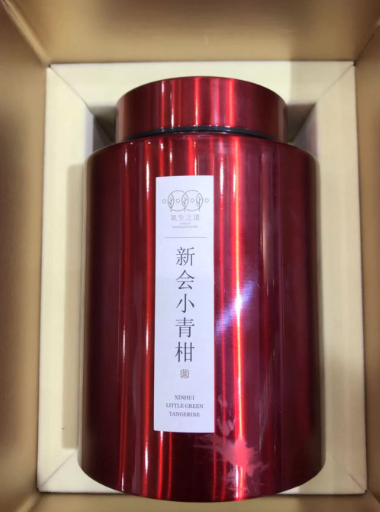 新会小青柑
XINHUI
LITTLE GREEN
TANGERINE